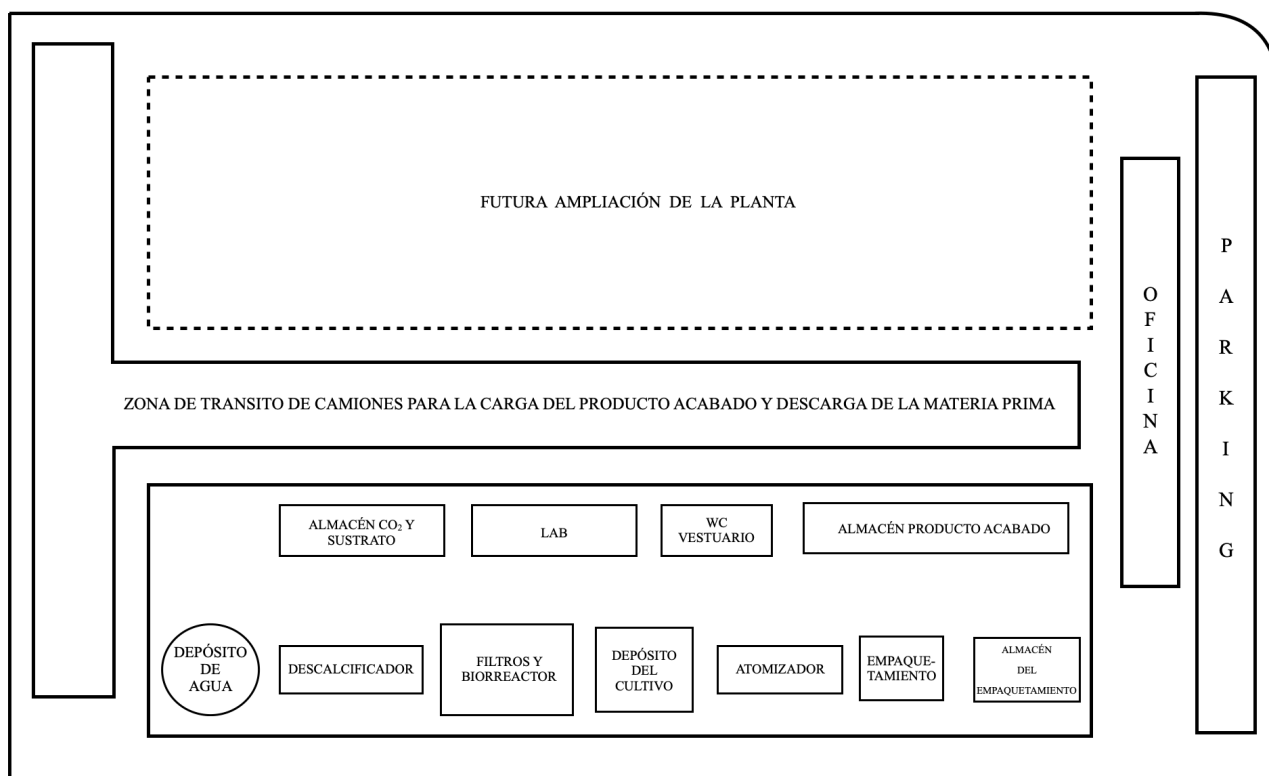 FUTURA AMPLIACIÓN DE LA PLANTA
OFICINA
PARKING
ZONA DE TRANSITO DE CAMIONES PARA LA CARGA DEL PRODUCTO ACABADO Y DESCARGA DE LA MATERIA PRIMA
ALMACÉN CO₂ Y
SUSTRATO
LAB
WC
VESTUARIO
ALMACÉN PRODUCTO ACABADO
DEPÓSITO
DE
AGUA
DESCALCIFICADOR
FILTROS Y
BIORREACTOR
DEPÓSITO
DEL
CULTIVO
ATOMIZADOR
EMPAQUE-
TAMIENTO
ALMACÉN
DEL
EMPAQUETAMIENTO